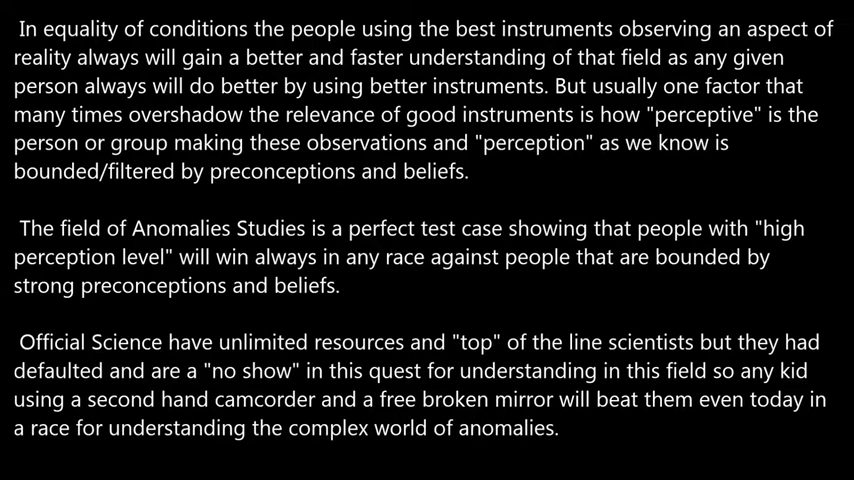 In equality of conditions the people using the best instruments observing an aspect of
reality always will gain a better and faster understanding of that field as any given
person always will do better by using better instruments. But usually one factor that
many times overshadow the relevance of good instruments is how "perceptive" is the
person or group making these observations and "perception" as we know is
bounded/filtered by preconceptions and beliefs.
The field of Anomalies Studies is a perfect test case showing that people with "high
perception level" will win always in any race against people that are bounded by
strong preconceptions and beliefs.
Official Science have unlimited resources and "top" of the line scientists but they had
defaulted and are a "no show" in this quest for understanding in this field so any kid
using a second hand camcorder and a free broken mirror will beat them even today in
a race for understanding the complex world of anomalies.